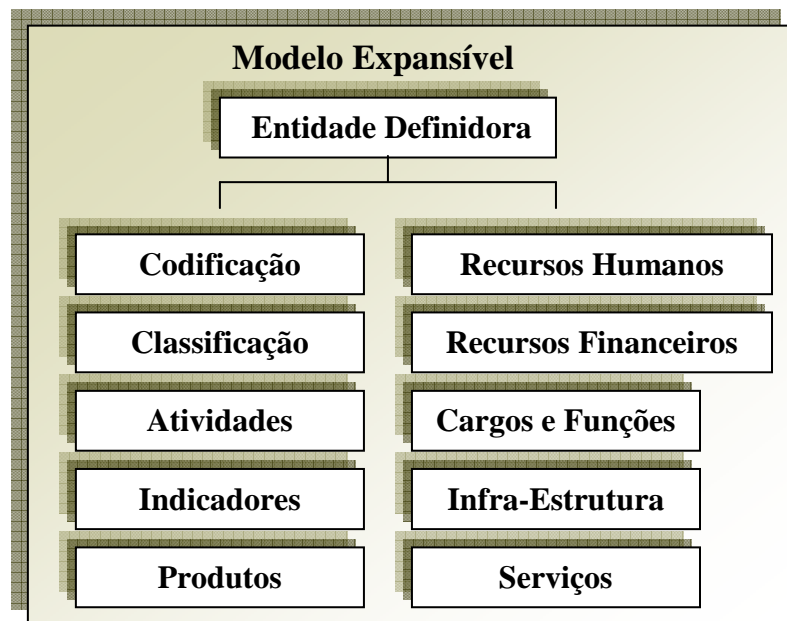 Modelo Expansível
Entidade Definidora
Codificação
Recursos Humanos
Classificação
Recursos Financeiros
Atividades
Cargos e Funções
Indicadores
Infra-Estrutura
Produtos
Serviços